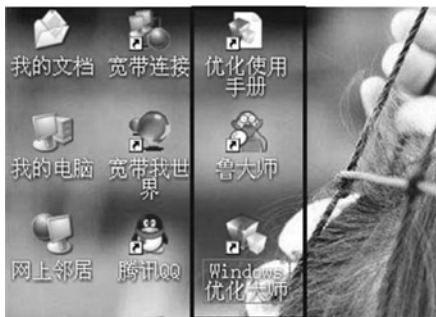 我的文档
宽带连接
优化使用
手册
我的电脑
宽带我世
界
鲁大师
网上邻居
腾讯QQ
Windows
优化大师